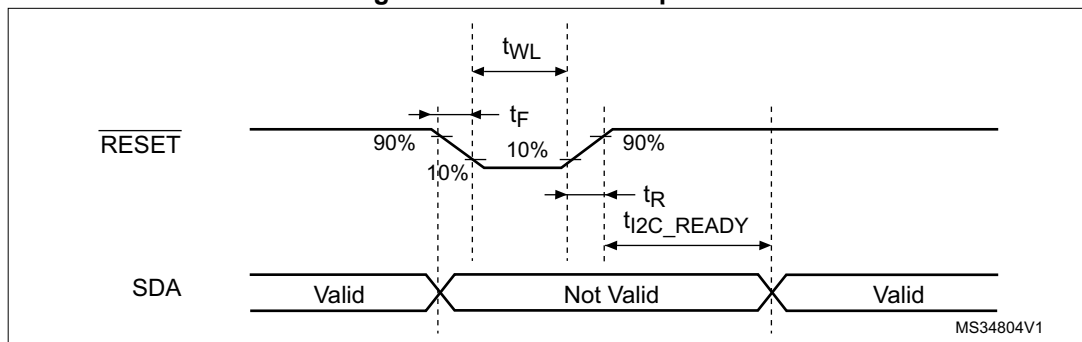 tWL
tF
RESET
90%
10%
10%
90%
tR
tI2C_READY
SDA
Valid
Not Valid
Valid
MS34804V1